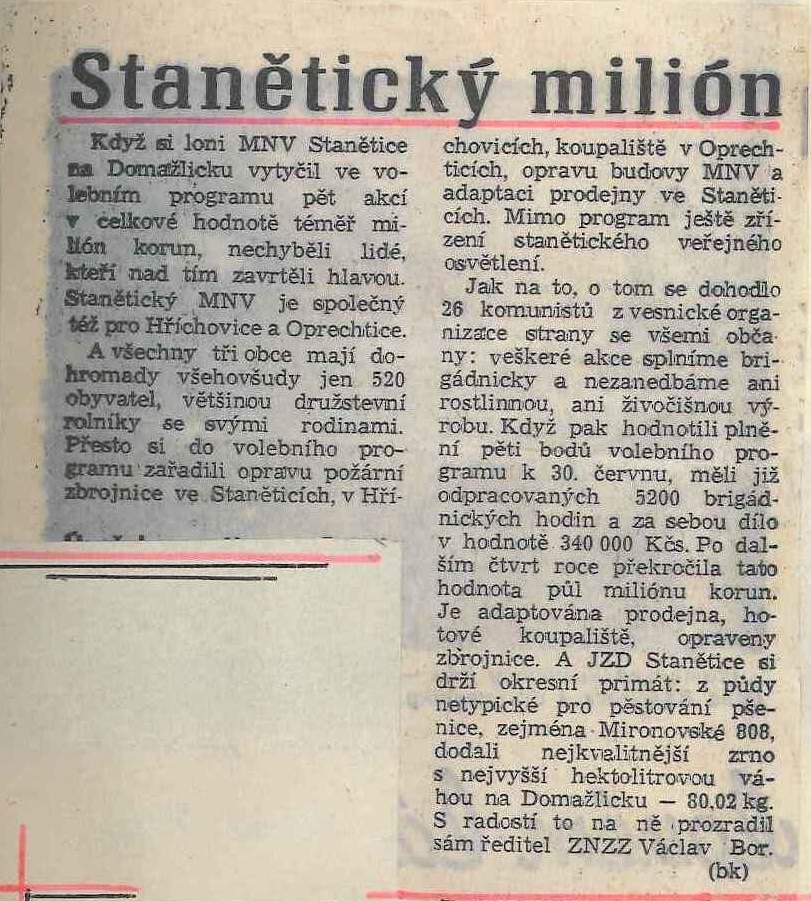 Stanětický milión
Když si loni MNV Stanětice
na Domažlicku vytyčil ve vo-
lebním programu pět akcí
v celkové hodnotě téměř mi-
lión korun, nechyběli lidé,
kteří nad tím zavrtěli hlavou.
Stanětický MNV je společný
též pro Hříchovice a Oprechtice.
A všechny tři obce mají do-
hromady všehovšudy jen 520
obyvatel, většinou družstevní
rolníky se svými rodinami.
Přesto si do volebního pro-
gramu zařadili opravu požární
zbrojnice ve Staněticích, v Hří-
chovicích, koupaliště v Oprech-
ticích, opravu budovy MNV a
adaptaci prodejny ve Staněti-
cích. Mimo program ještě zří-
zení stanětického veřejného
osvětlení.
Jak na to, o tom se dohodlo
26 komunistů z vesnické orga-
nizace strany se všemi obča-
ny: veškeré akce splníme bri-
gádnicky a nezanedbáme ani
rostlinnou, ani živočišnou vý-
robu. Když pak hodnotili plně-
ní pěti bodů volebního pro-
gramu k 30. červnu, měli již
odpracovaných 5200 brigád-
nických hodin a za sebou dílo
v hodnotě 340 000 Kčs. Po dal-
ším čtvrt roce překročila tato
hodnota půl miliónu korun.
Je adaptována prodejna, ho-
tové koupaliště, opraveny
zbrojnice. A JZD Stanětice si
drží okresní primát: z půdy
netypické pro pěstování pše-
nice, zejména Mironovské 808,
dodali nejkvalitnější zrno
s nejvyšší hektolitrovou vá-
hou na Domažlicku — 80,02 kg.
S radostí to na ně prozradil
sám ředitel ZNZZ Václav Bor.
(bk)